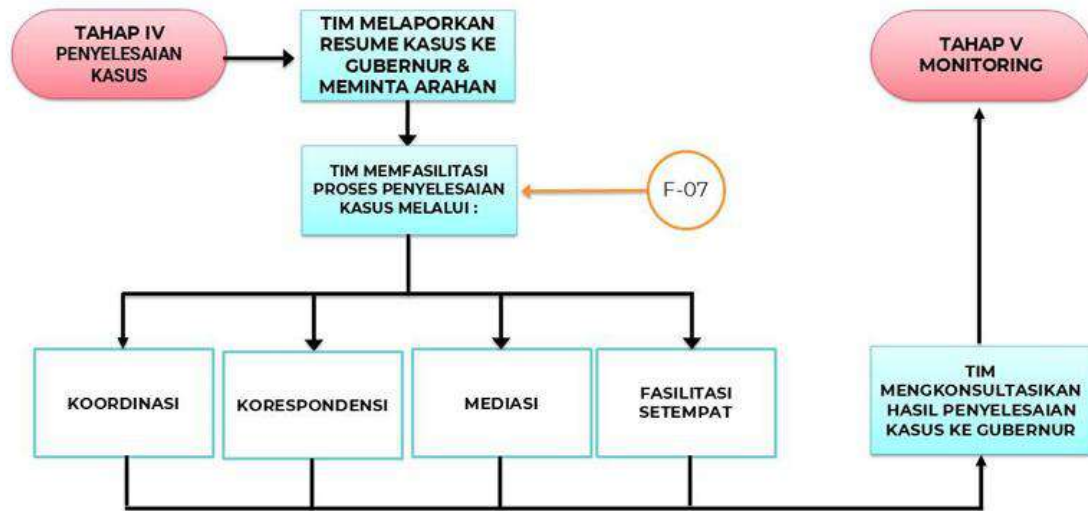 TAHAP IV
PENYELESAIAN
KASUS
TIM MELAPORKAN
RESUME KASUS KE
GUBERNUR &
MEMINTA ARAHAN
TAHAP V
MONITORING
TIM MEMFASILITASI
PROSES PENYELESAIAN
KASUS MELALUI :
F-07
KOORDINASI
KORESPONDENSI
MEDIASI
FASILITASI
SETEMPAT
TIM
MENGKONSULTASIKAN
HASIL PENYELESAIAN
KASUS KE GUBERNUR